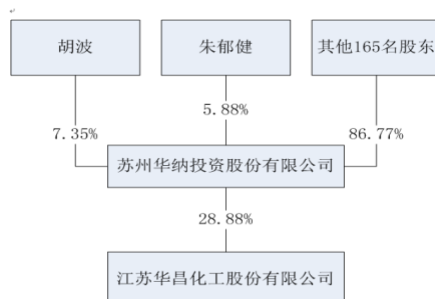 胡波
朱郁健
其他165名股东
7.35%
5.88%
86.77%
苏州华纳投资股份有限公司
28.88%
江苏华昌化工股份有限公司